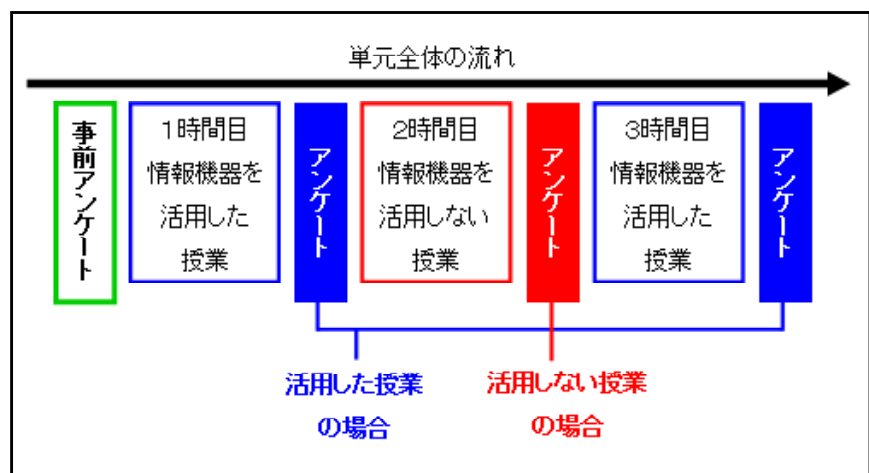 単元全体の流れ
事前アンケート
1時間目
情報機器を
活用した
授業
アンケート
2時間目
情報機器を
活用しない
授業
アンケート
3時間目
情報機器を
活用した
授業
アンケート
活用した授業
の場合
活用しない授業
の場合